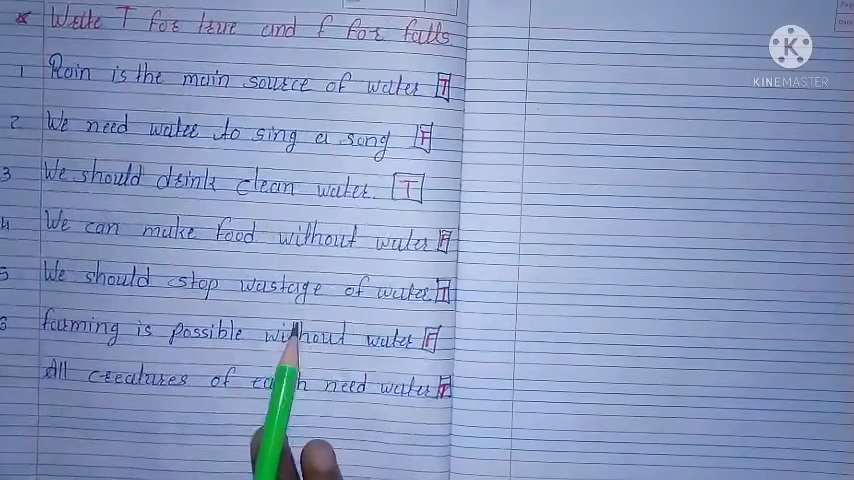 * Write T for true and f for falls
1 Rain is the main source of water T
2 We need water to sing a song F
3 We should drink clean water. T
4 We can make food without water F
5 We should stop wastage of water. T
6 farming is possible without water F
All creatures of earth need water
K
KINEMASTER